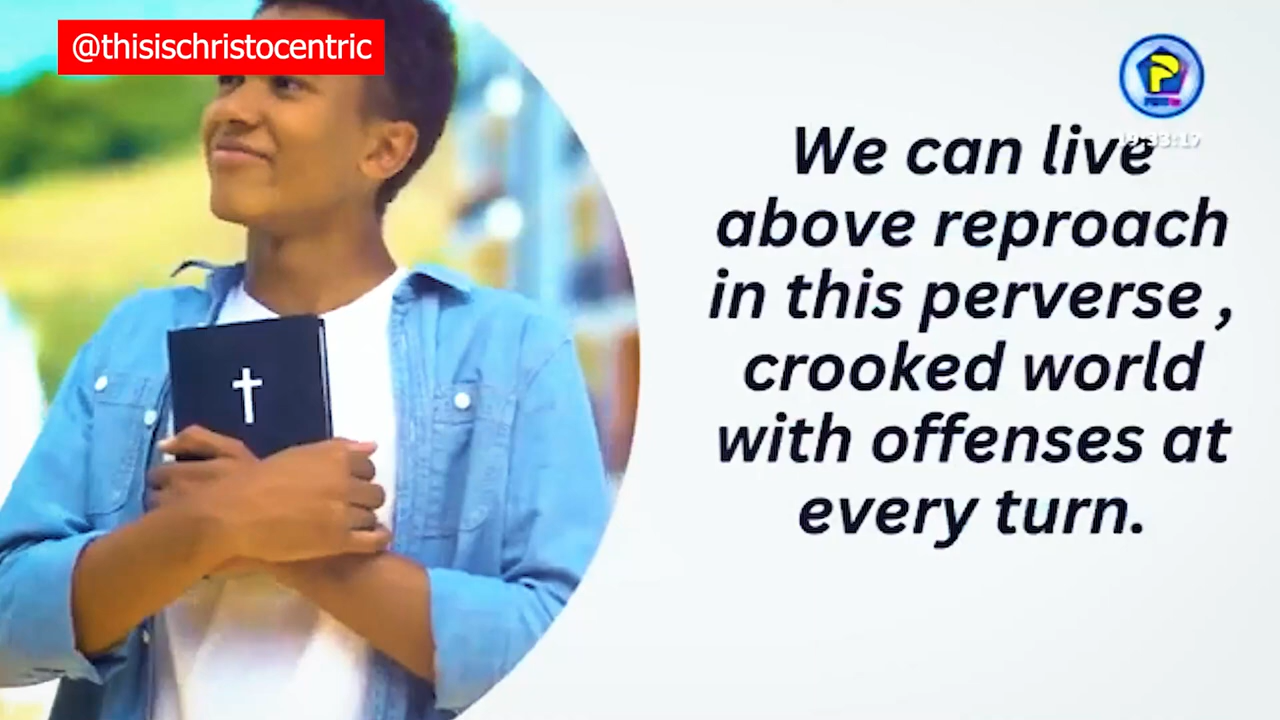 @thisischristocentric
P
We can live
above reproach
in this perverse ,
crooked world
with offenses at
every turn.